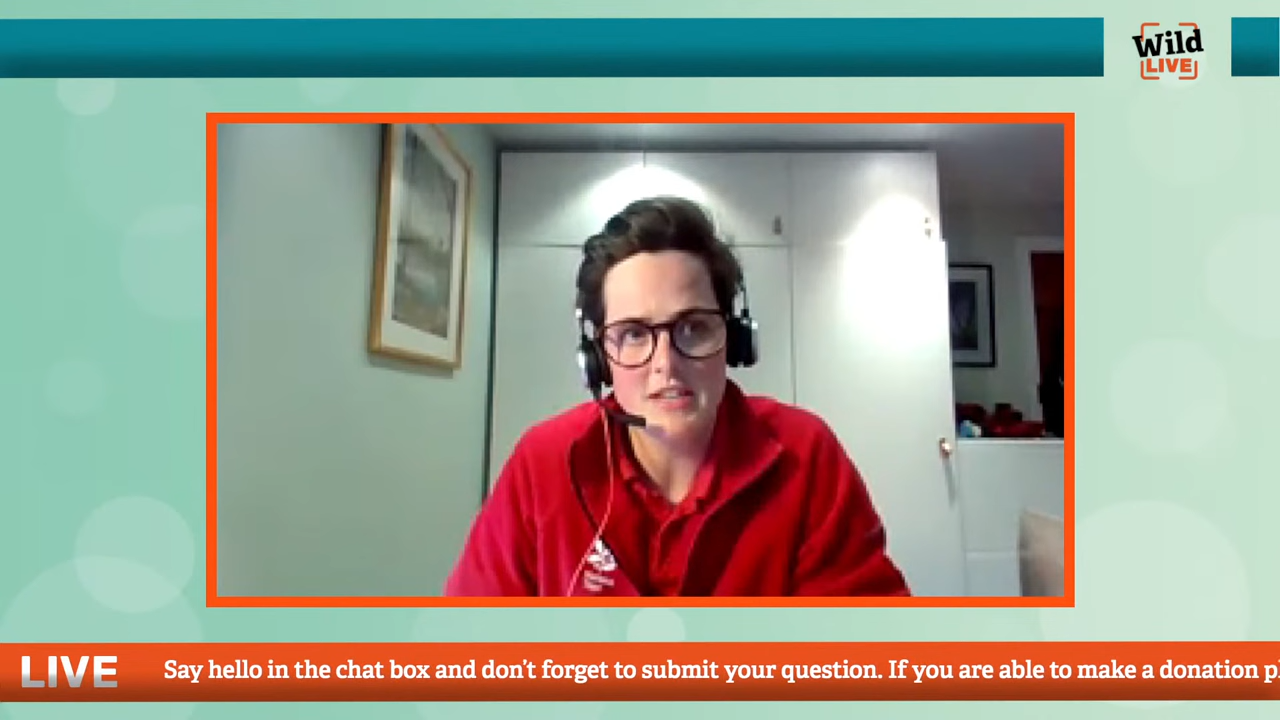 Wild
LIVE
LIVE
Say hello in the chat box and don't forget to submit your question. If you are able to make a donation pl